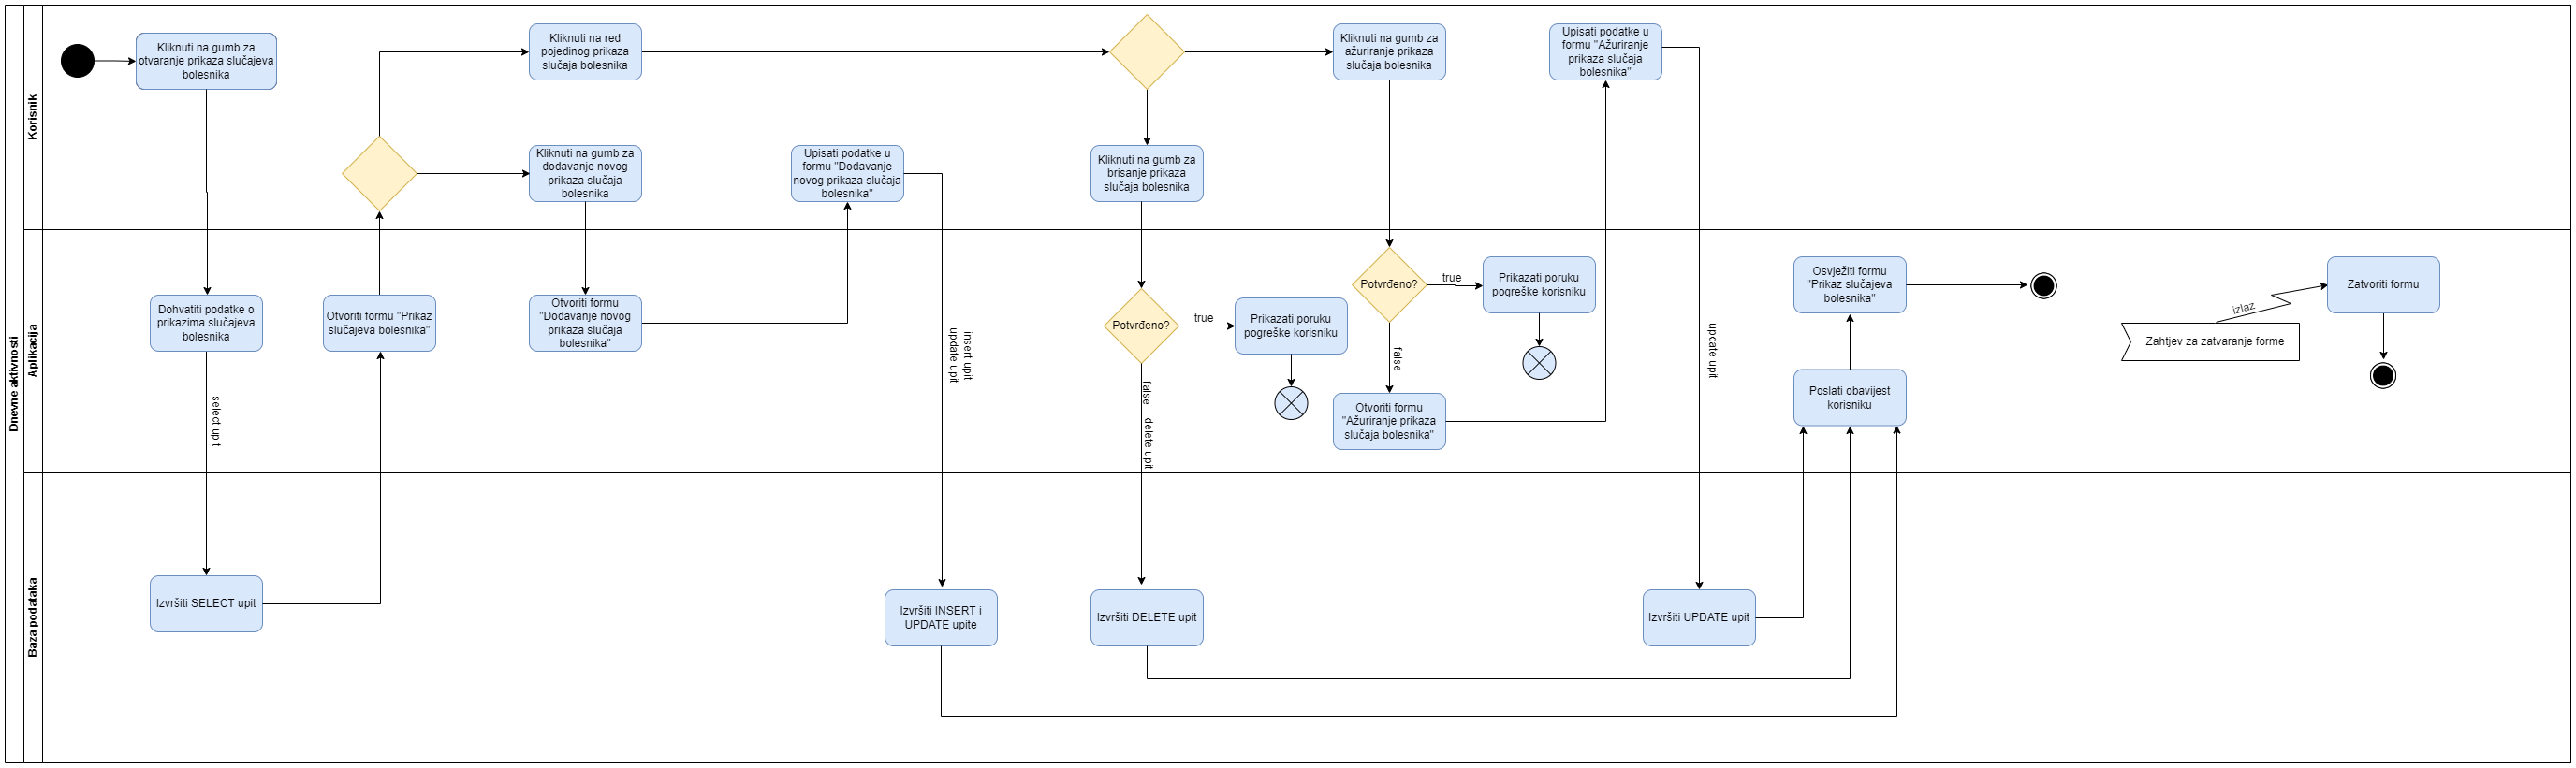 Dnevne aktivnosti
Korisnik
Kliknuti na gumb za
otvaranje prikaza slučajeva
bolesnika
Kliknuti na red
pojedinog prikaza
slučaja bolesnika
Kliknuti na gumb za
ažuriranje prikaza
slučaja bolesnika
Upisati podatke u
formu "Ažuriranje
prikaza slučaja
bolesnika"
Kliknuti na gumb za
dodavanje novog
prikaza slučaja
bolesnika
Upisati podatke u
formu "Dodavanje
novog prikaza slučaja
bolesnika"
Kliknuti na gumb za
brisanje prikaza
slučaja bolesnika
Aplikacija
Dohvatiti podatke o
prikazima slučajeva
bolesnika
select upit
Otvoriti formu "Prikaz
slučajeva bolesnika"
Otvoriti formu
"Dodavanje novog
prikaza slučaja
bolesnika"
insert upit
update upit
Potvrđeno?
true
Prikazati poruku
pogreške korisniku
false
delete upit
Potvrđeno?
true
Prikazati poruku
pogreške korisniku
false
Otvoriti formu
"Ažuriranje prikaza
slučaja bolesnika"
update upit
Osvježiti formu
"Prikaz slučajeva
bolesnika"
Poslati obavijest
korisniku
Zahtjev za zatvaranje forme
izlaz
Zatvoriti formu
Baza podataka
Izvršiti SELECT upit
Izvršiti INSERT i
UPDATE upite
Izvršiti DELETE upit
Izvršiti UPDATE upit